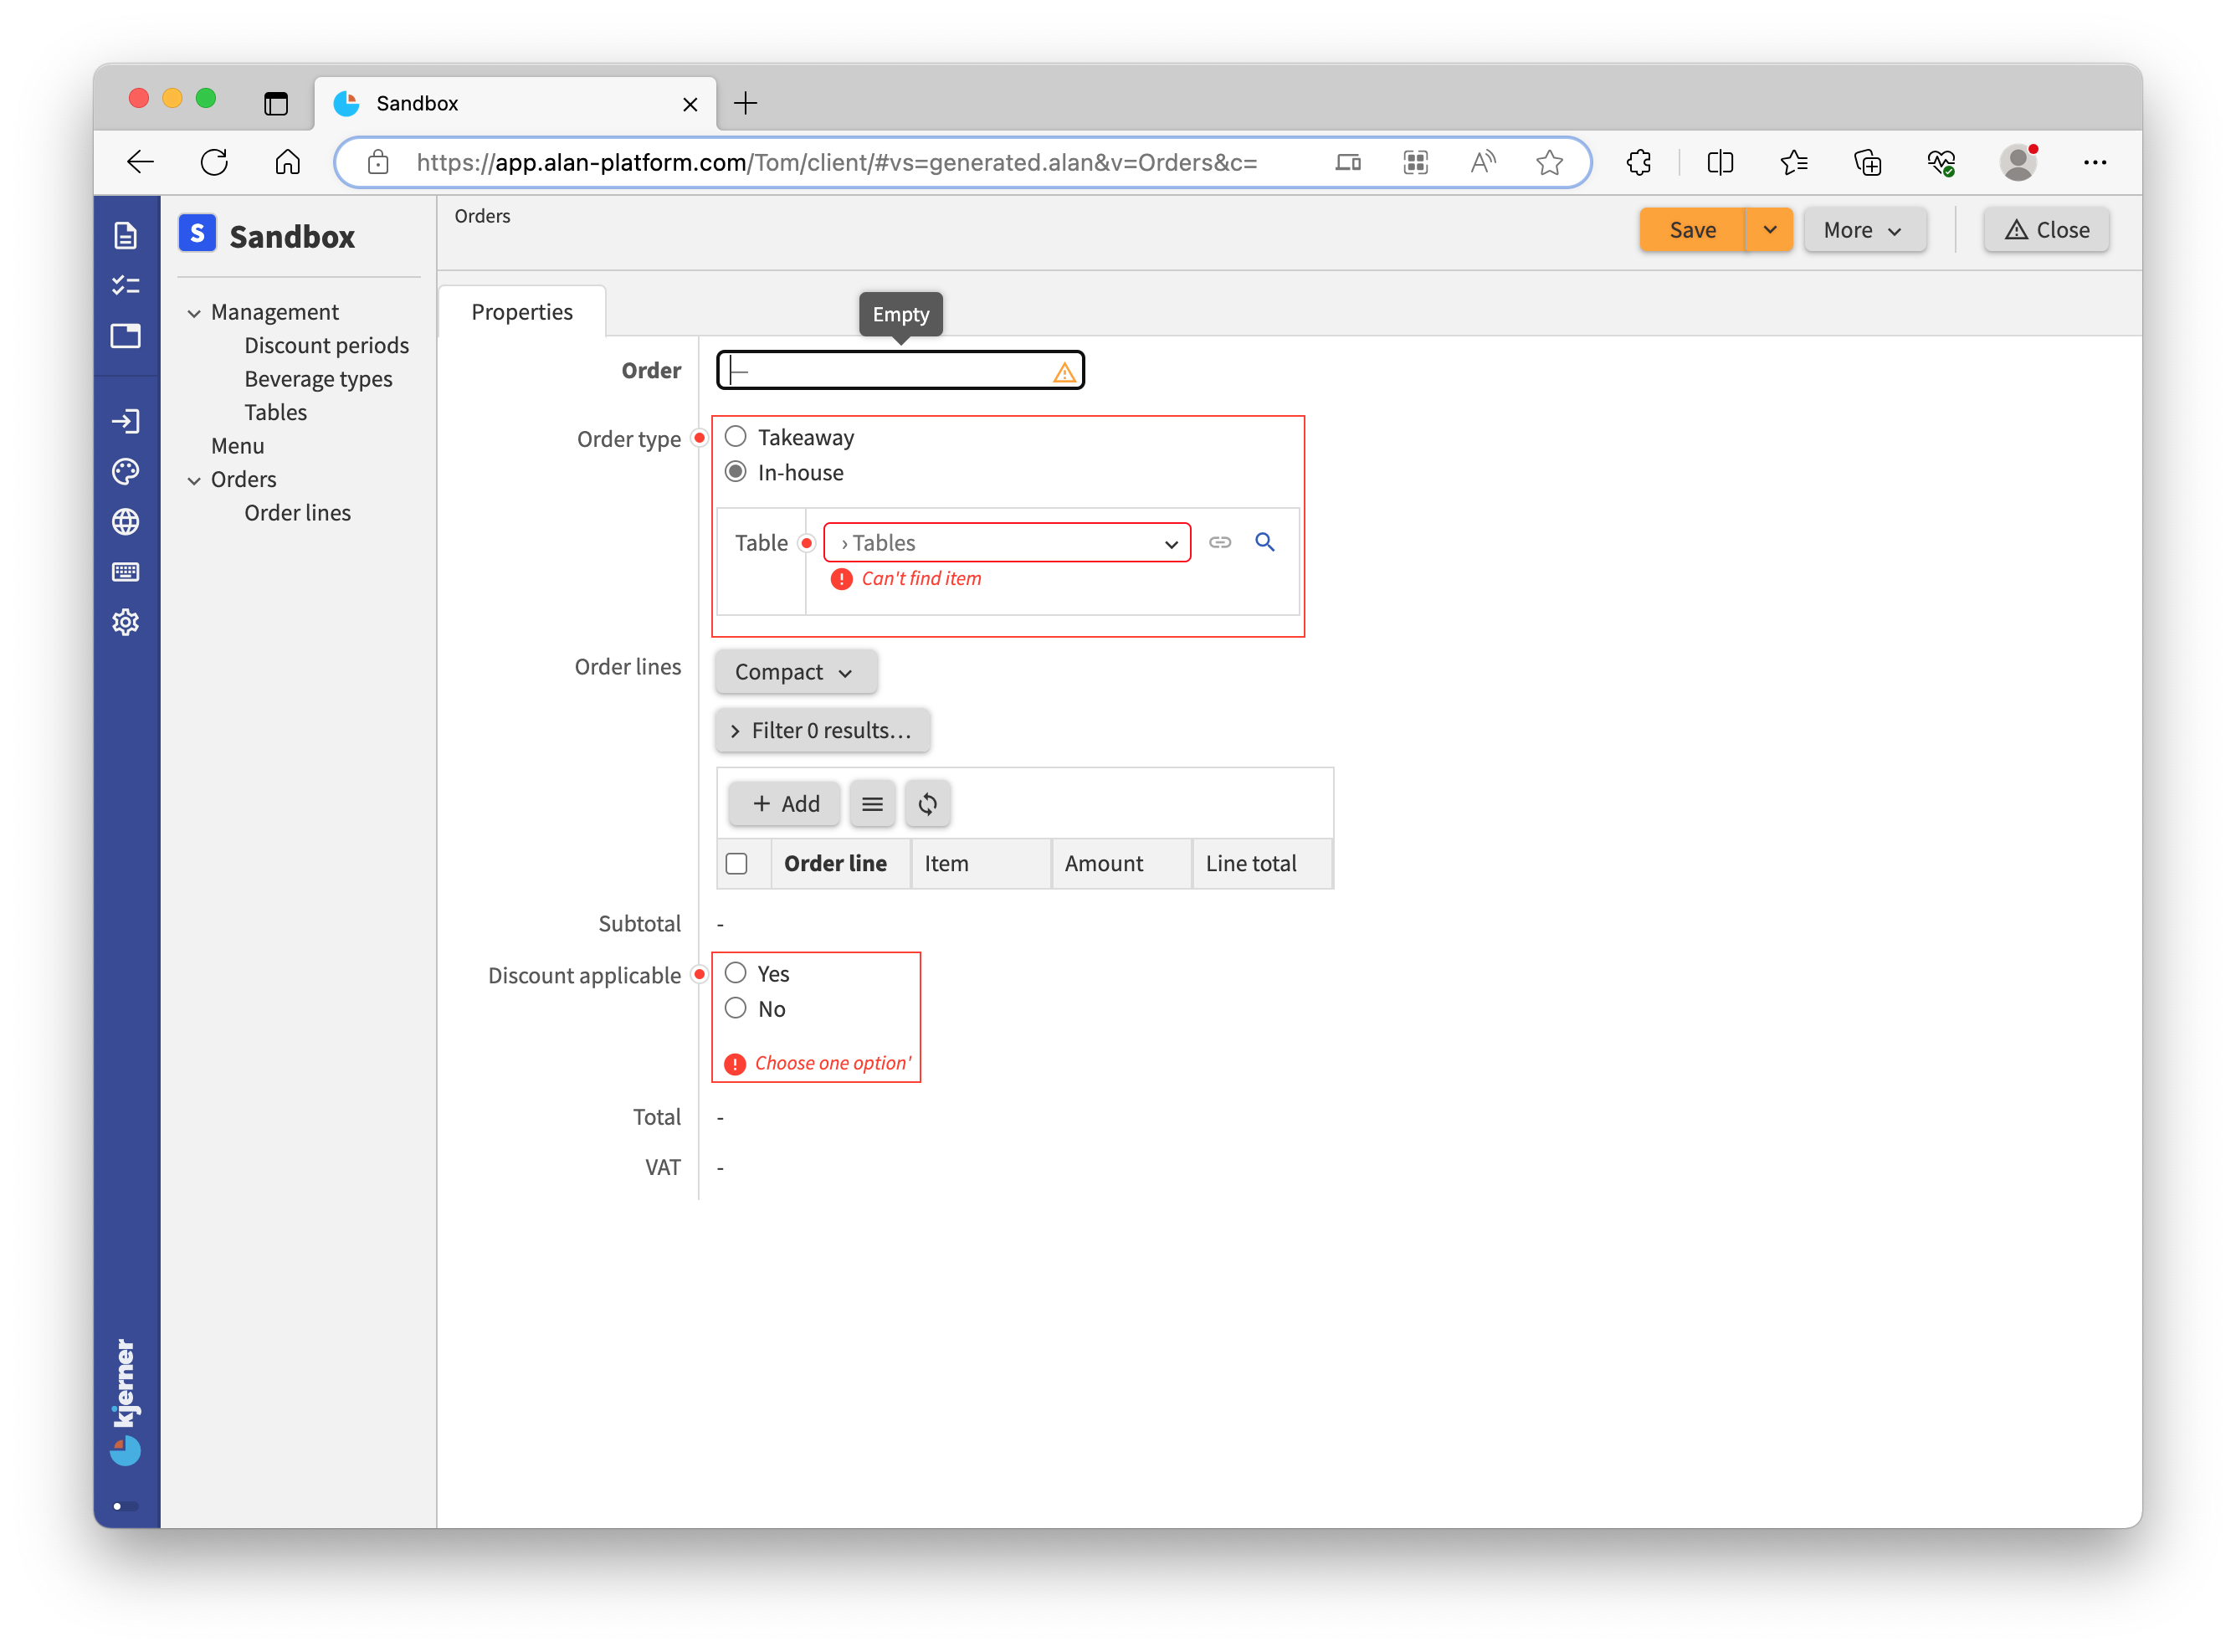 Sandbox
https://app.alan-platform.com/Tom/client/#vs=generated.alan&v=Orders&c=
S Sandbox
Management
Discount periods
Beverage types
Tables
Menu
Orders
Order lines
kjerner
Orders
Save
More
Close
Properties
Empty
Order
Order type
Takeaway
In-house
Table
› Tables
Can't find item
Order lines
Compact
Filter 0 results...
+ Add
Order line Item Amount Line total
Subtotal -
Discount applicable
Yes
No
Choose one option'
Total -
VAT -